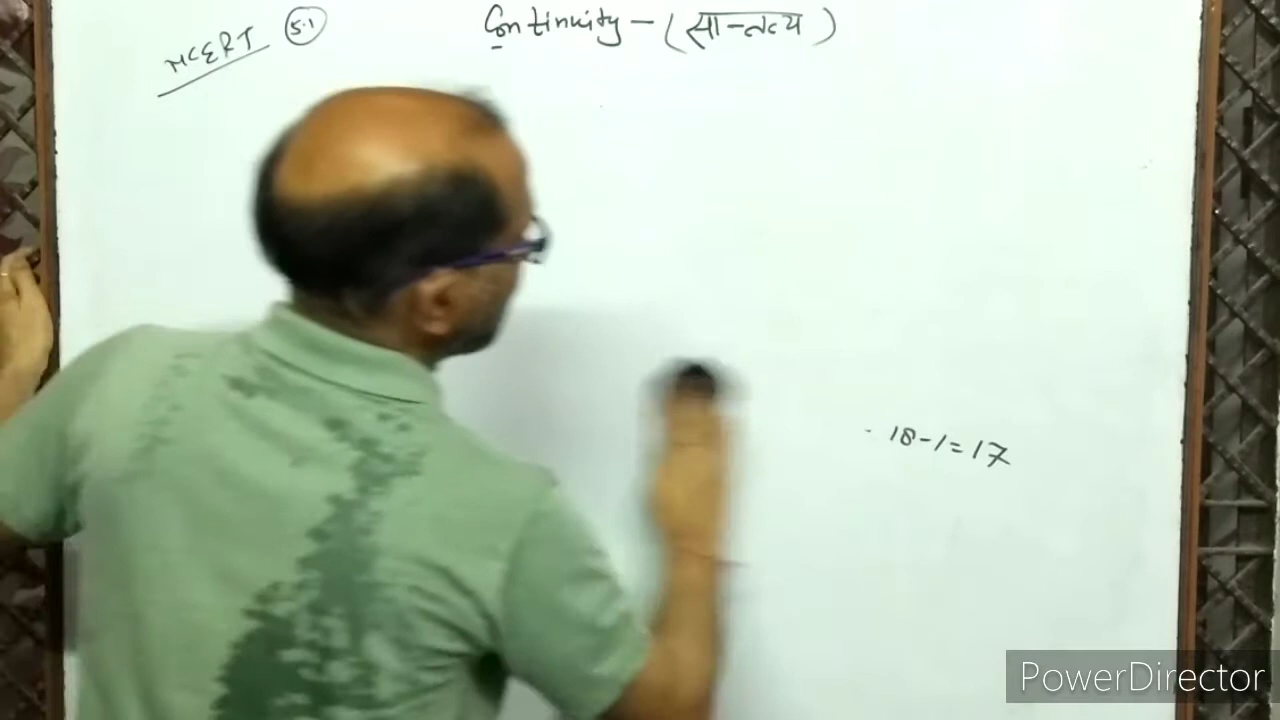 NCERT 5.1
Continuity – (सा-तत्य)
18-1=17
PowerDirector